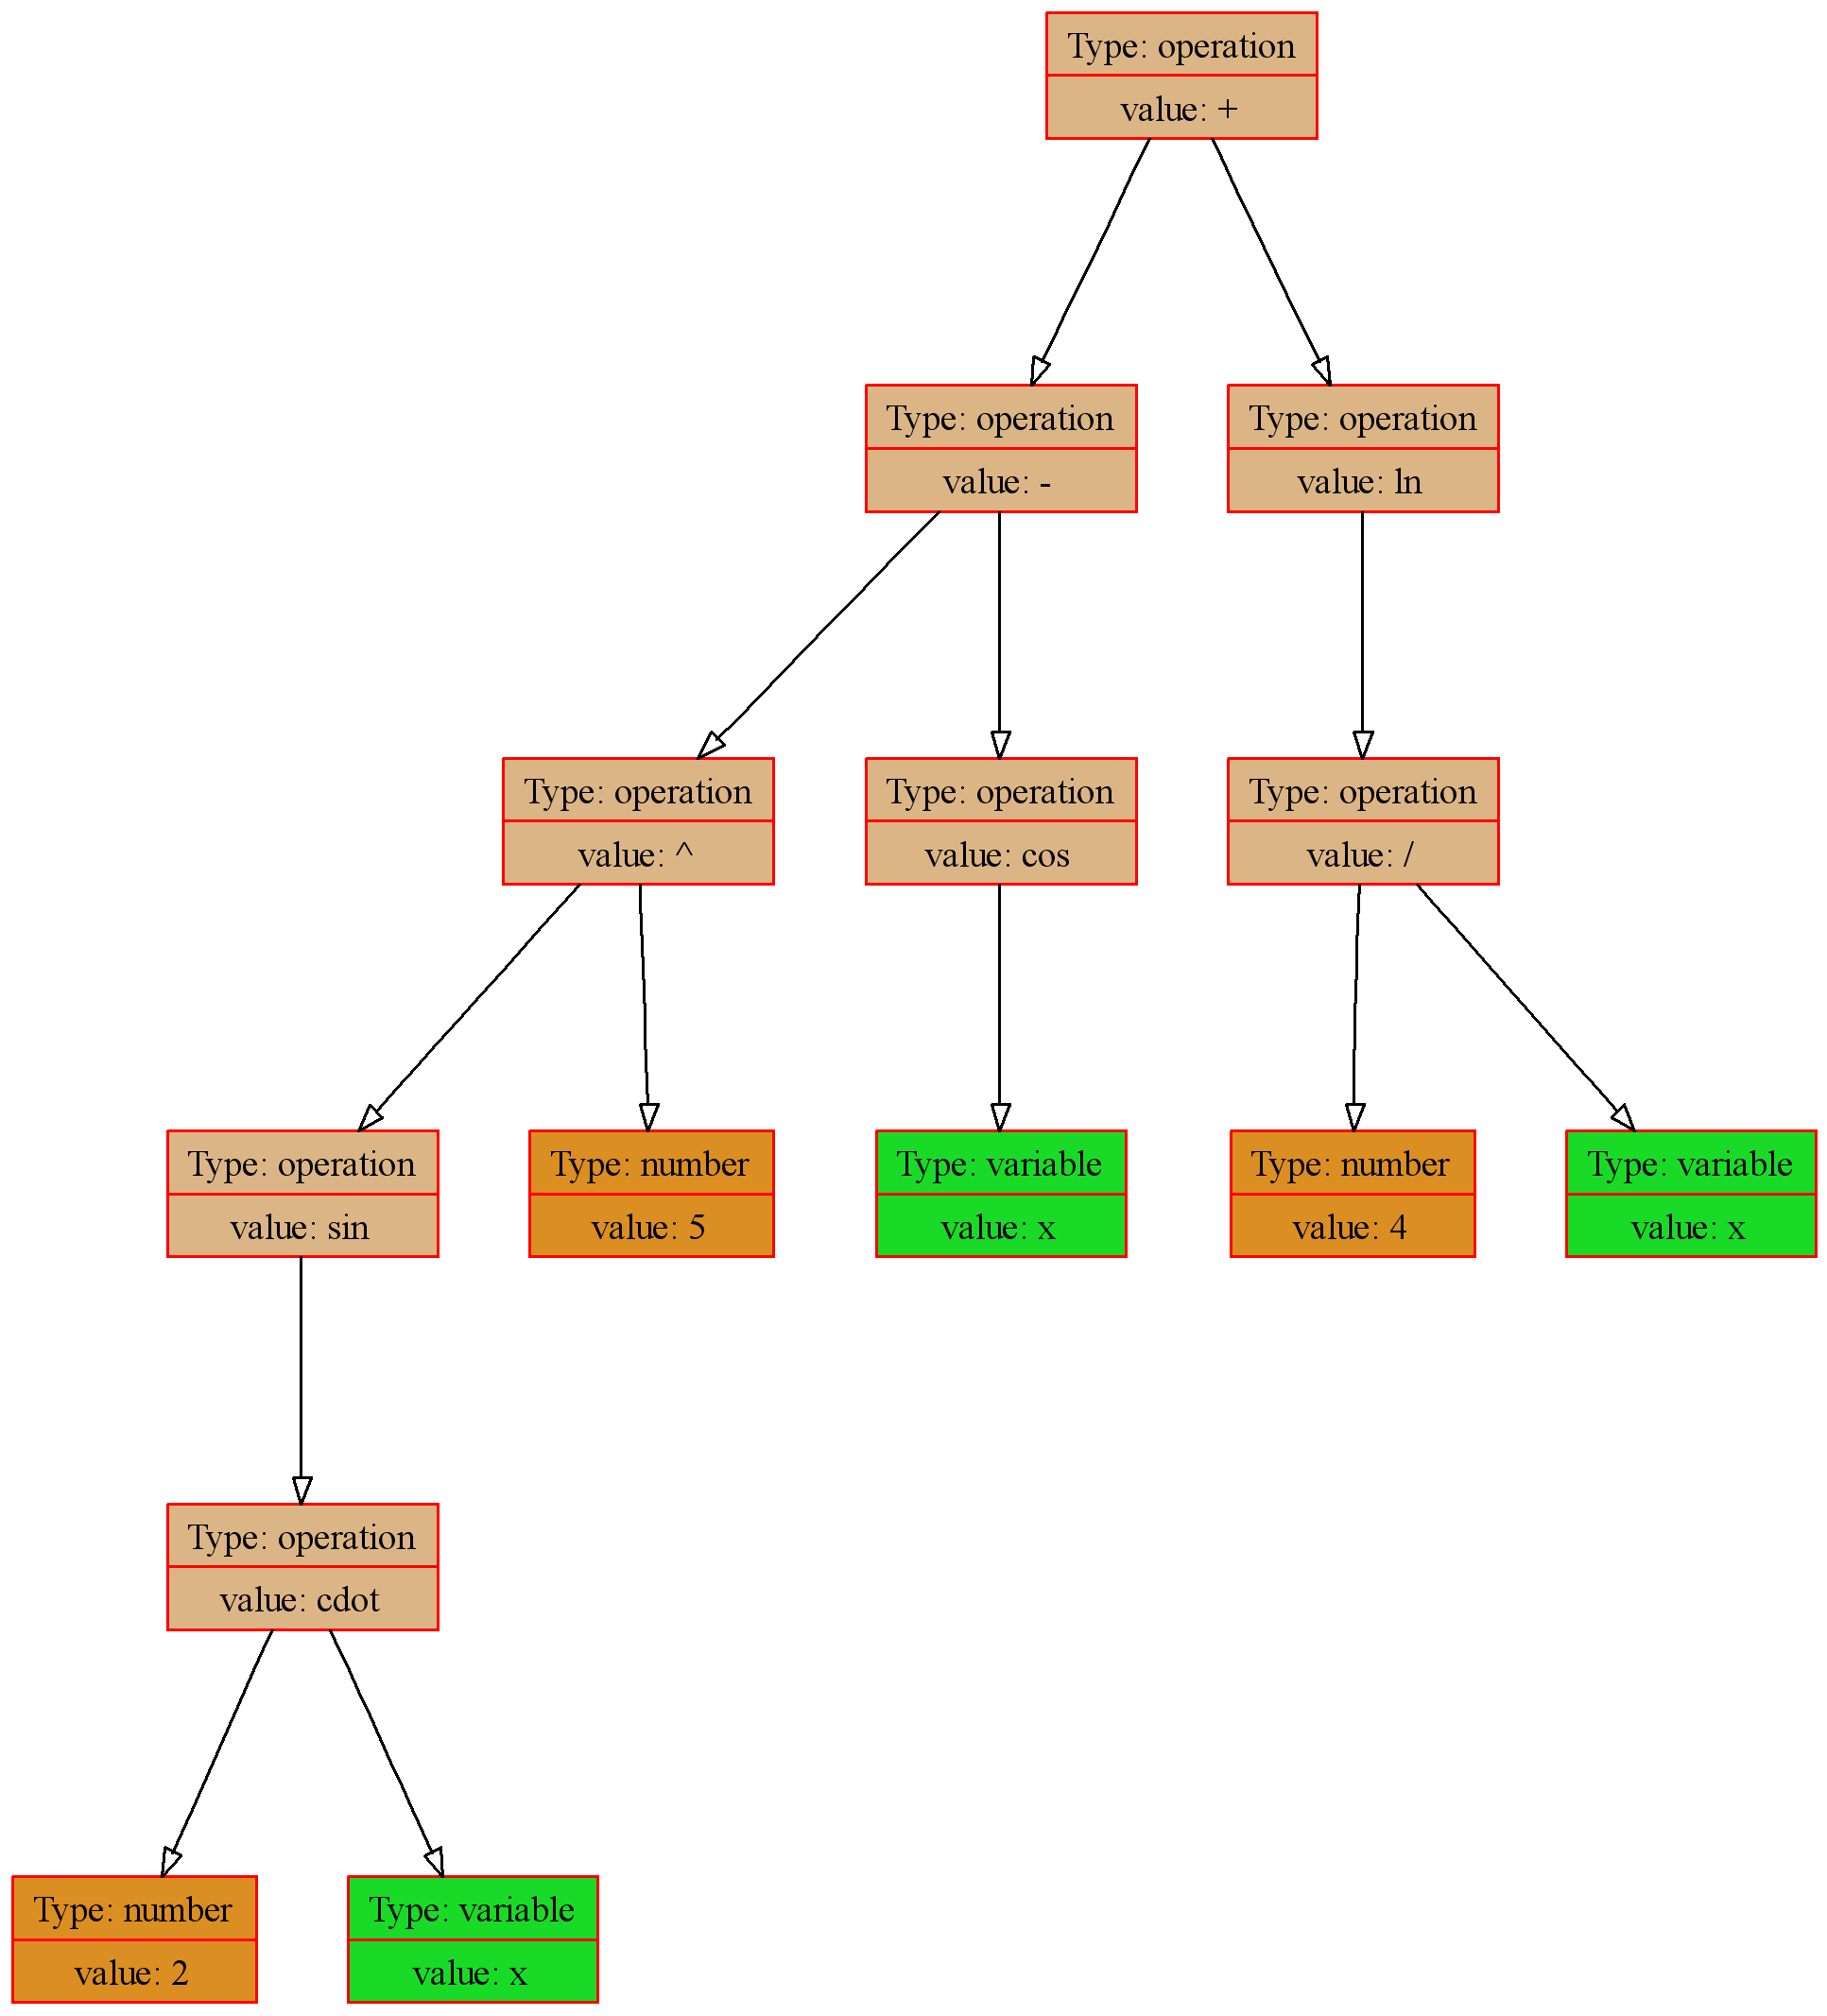 Type: operation
value: +
Type: operation
value: -
Type: operation
value: ln
Type: operation
value: ^
Type: operation
value: cos
Type: operation
value: /
Type: operation
value: sin
Type: number
value: 5
Type: variable
value: x
Type: number
value: 4
Type: variable
value: x
Type: operation
value: cdot
Type: number
value: 2
Type: variable
value: x